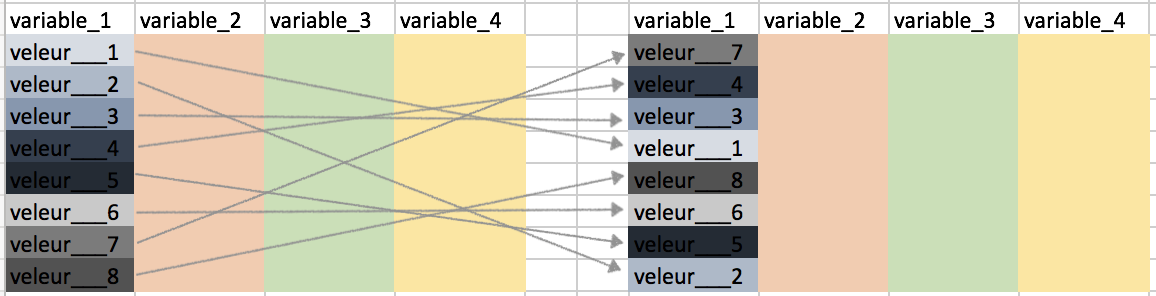 variable_1 variable_2 variable_3 variable_4 variable_1 variable_2 variable_3 variable_4
veleur___1 veleur___7
veleur___2 veleur___4
veleur___3 veleur___3
veleur___4 veleur___1
veleur___5 veleur___8
veleur___6 veleur___6
veleur___7 veleur___5
veleur___8 veleur___2